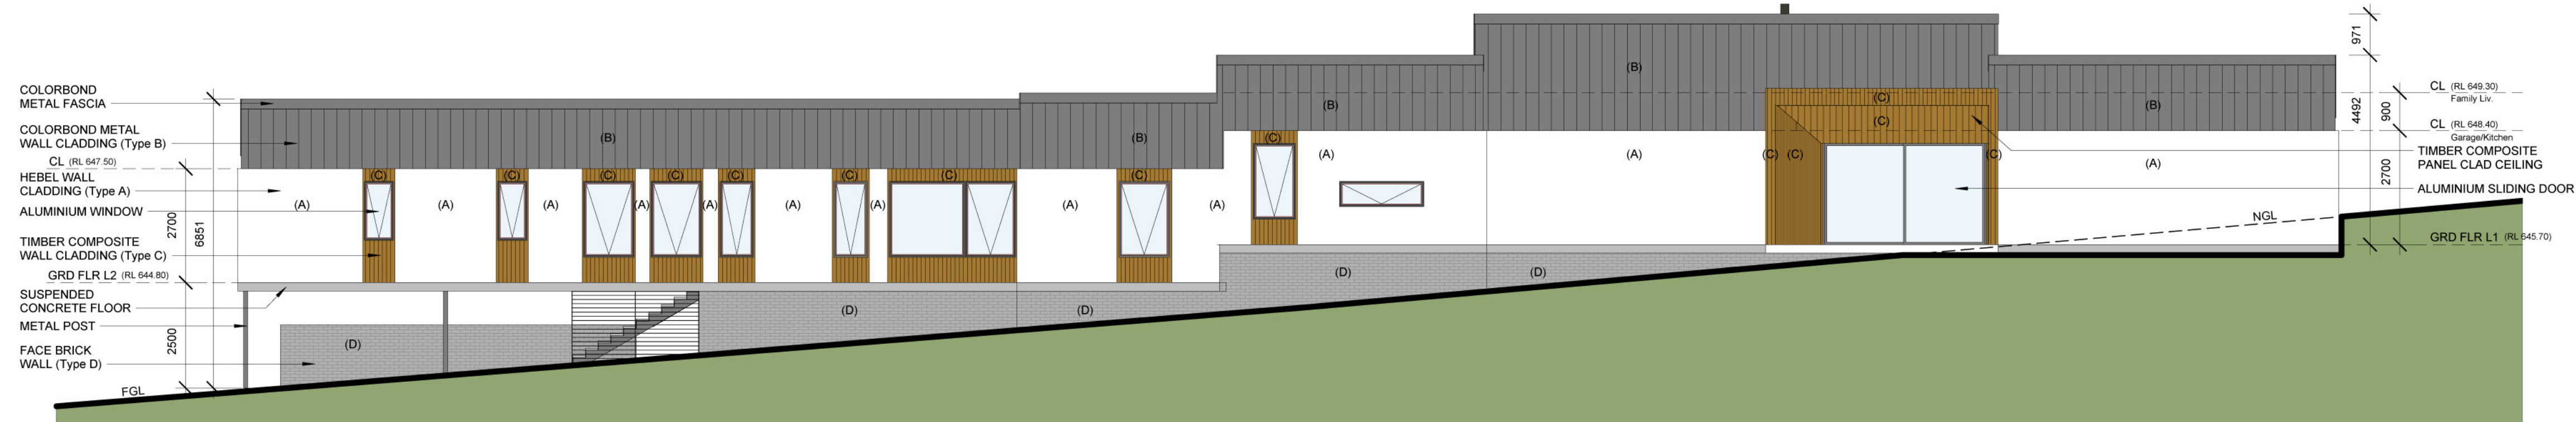 COLORBOND
METAL FASCIA
COLORBOND METAL
WALL CLADDING (Type B)
CL (RL 647.50)
HEBEL WALL
CLADDING (Type A)
ALUMINIUM WINDOW
TIMBER COMPOSITE
WALL CLADDING (Type C)
GRD FLR L2 (RL 644.80)
SUSPENDED
CONCRETE FLOOR
METAL POST
FACE BRICK
WALL (Type D)
FGL
2700
6851
2500
(B)
(B)
(B)
(B)
(B)
(C)
(C)
(C)
(C)
(C)
(C)
(C)
(C)
(C)
(C)
(C)
(C)
(C)
(C)
(A)
(A)
(A)
(A)
(A)
(A)
(A)
(A)
(A)
(A)
(A)
(A)
(D)
(D)
(D)
(D)
(D)
NGL
971
4492
900
2700
CL (RL 649.30)
Family Liv.
CL (RL 648.40)
Garage/Kitchen
TIMBER COMPOSITE
PANEL CLAD CEILING
ALUMINIUM SLIDING DOOR
GRD FLR L1 (RL 645.70)